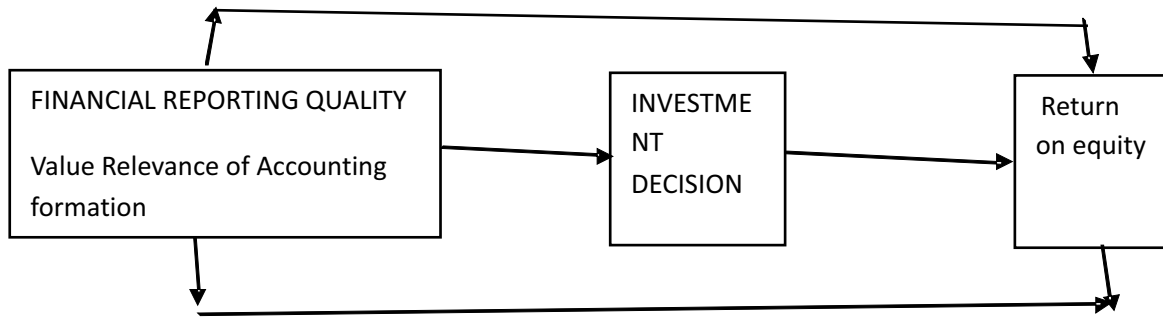 FINANCIAL REPORTING QUALITY
Value Relevance of Accounting
formation
INVESTME
NT
DECISION
Return
on equity